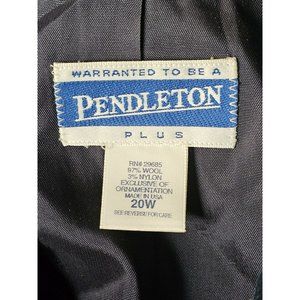 WARRANTED TO BE A
PENDLETON
PLUS
RN# 29685
97% WOOL
3% NYLON
EXCLUSIVE OF
ORNAMENTATION
MADE IN USA
20W
SEE REVERSE FOR CARE